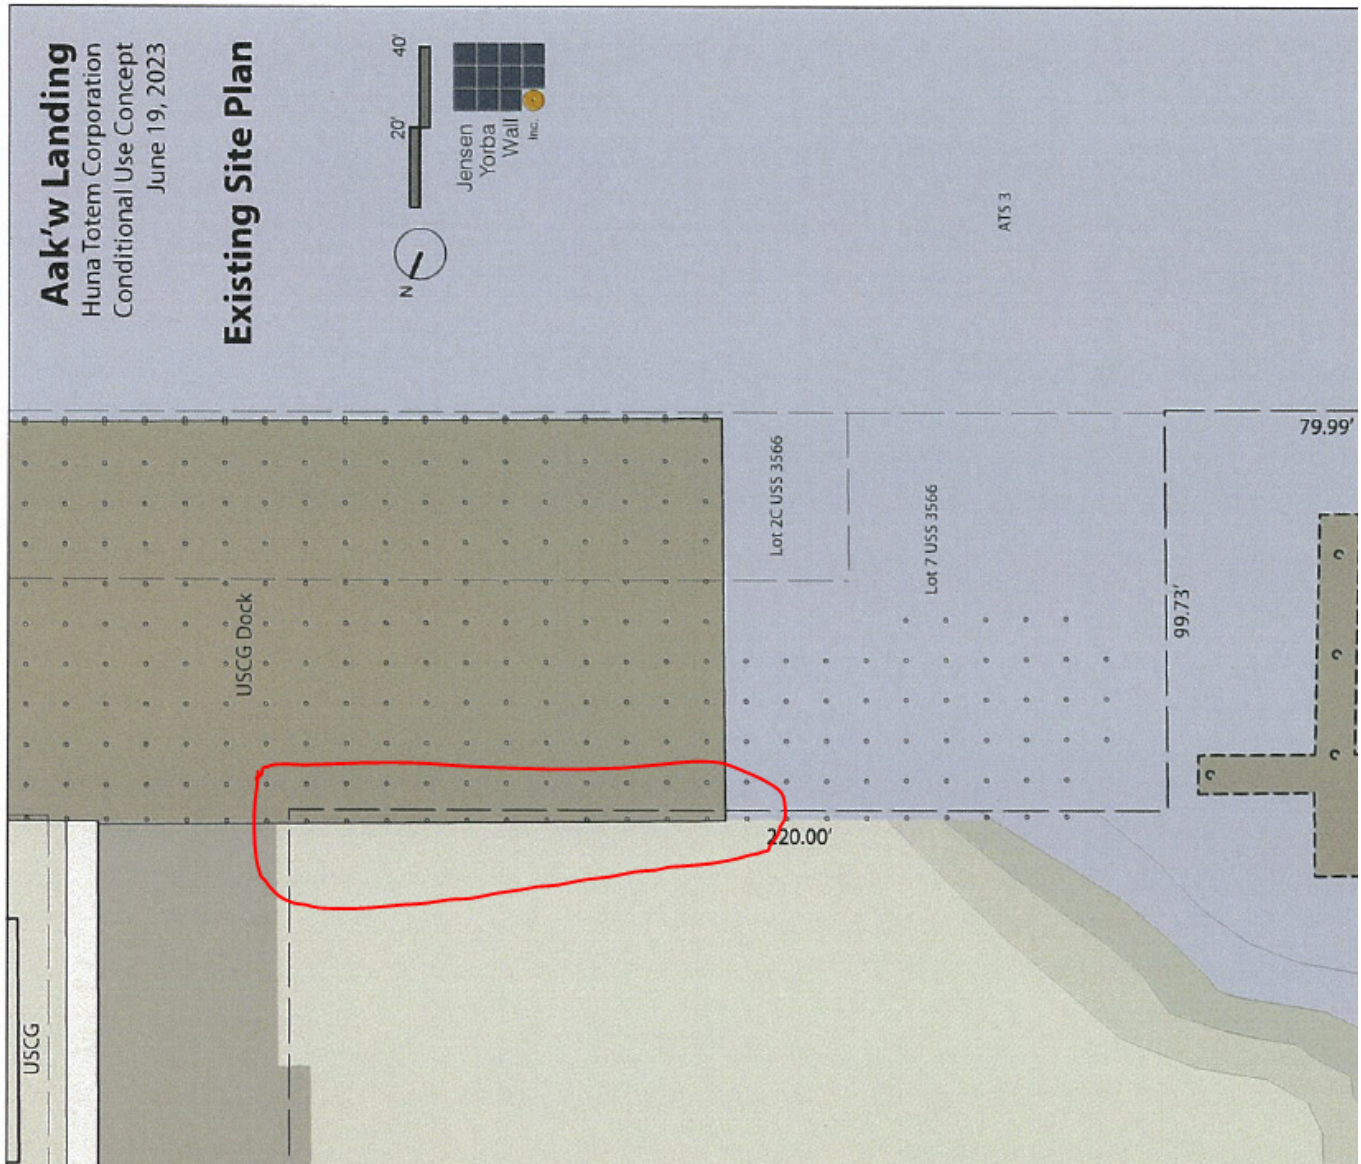 Aak'w Landing
Huna Totem Corporation
Conditional Use Concept
June 19, 2023
Existing Site Plan
20' 40'
N
Jensen
Yorba
Wall
Inc.
ATS 3
79.99'
Lot 2C USS 3566
Lot 7 USS 3566
99.73'
USCG Dock
220.00'
USCG